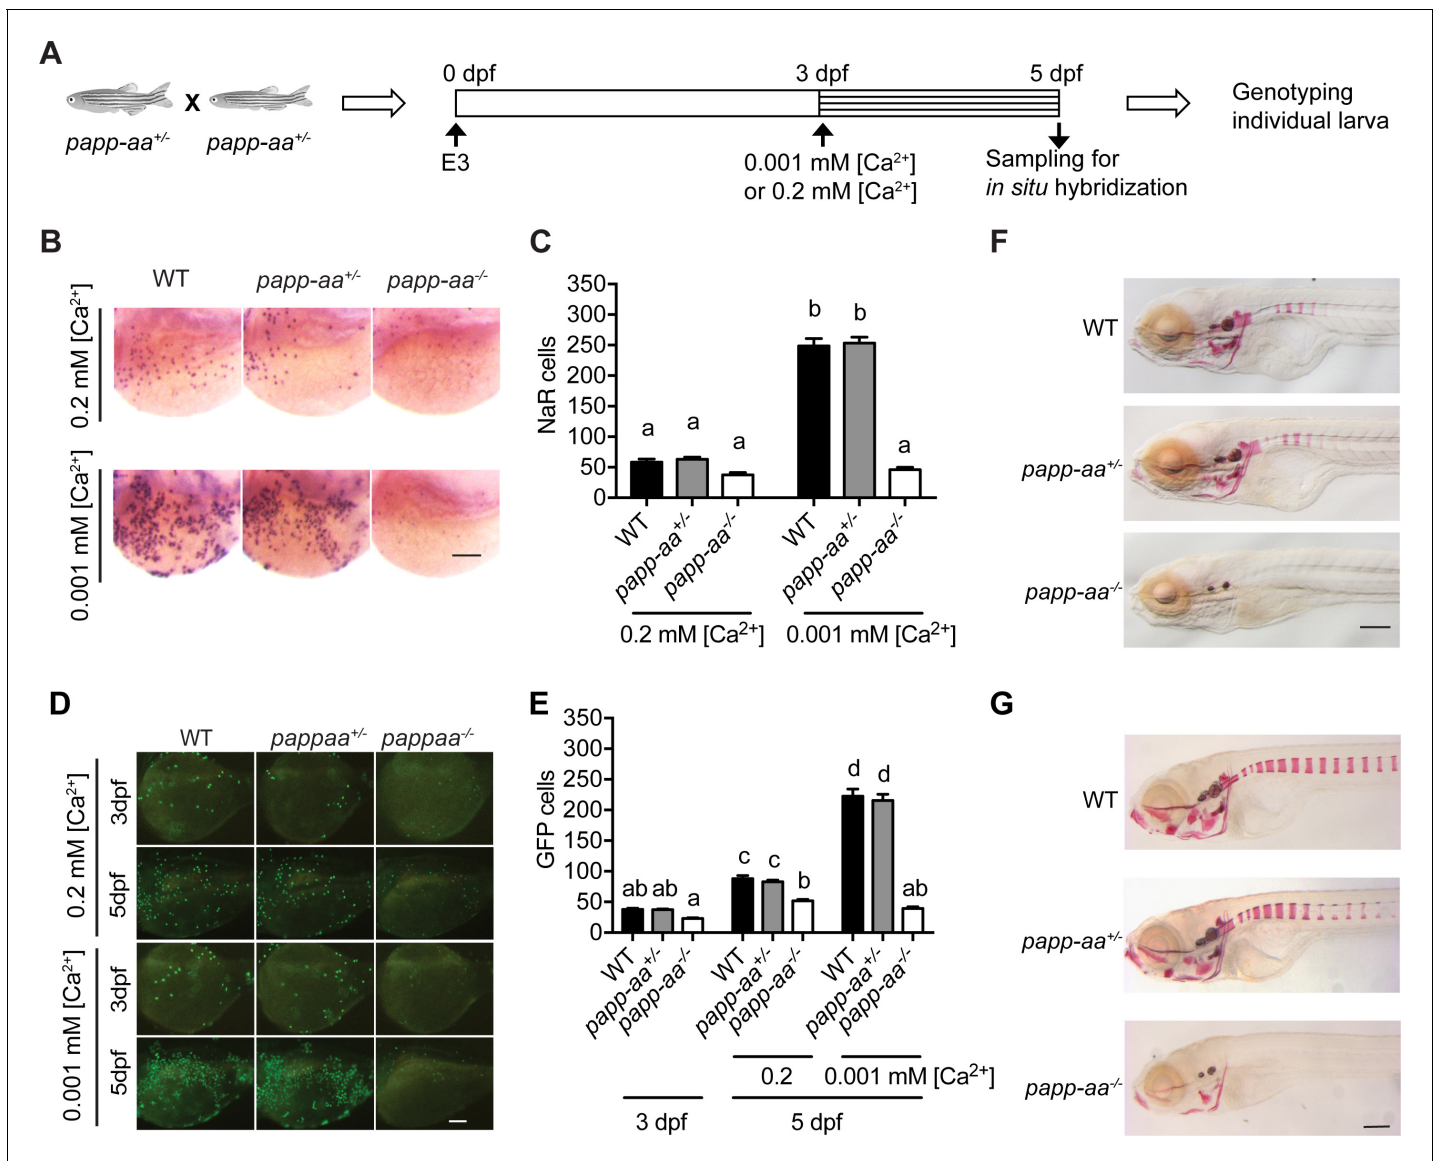 A
0 dpf
3 dpf
5 dpf
X
papp-aa+/-
papp-aa+/-
E3
0.001 mM [Ca2+]
or 0.2 mM [Ca2+]
Sampling for
in situ hybridization
Genotyping
individual larva
B
WT
papp-aa+/-
papp-aa-/-
0.2 mM [Ca2+]
0.001 mM [Ca2+]
C
NaR cells
350
300
250
200
150
100
50
0
a
a
a
b
b
a
WT
papp-aa+/-
papp-aa-/-
WT
papp-aa+/-
papp-aa-/-
0.2 mM [Ca2+]
0.001 mM [Ca2+]
F
WT
papp-aa+/-
papp-aa-/-
D
WT
pappaa+/-
pappaa-/-
0.2 mM [Ca2+]
3dpf
5dpf
0.001 mM [Ca2+]
3dpf
5dpf
E
GFP cells
350
300
250
200
150
100
50
0
ab
ab
a
c
c
b
d
d
ab
WT
papp-aa+/-
papp-aa-/-
WT
papp-aa+/-
papp-aa-/-
WT
papp-aa+/-
papp-aa-/-
0.2
0.001 mM [Ca2+]
3 dpf
5 dpf
G
WT
papp-aa+/-
papp-aa-/-